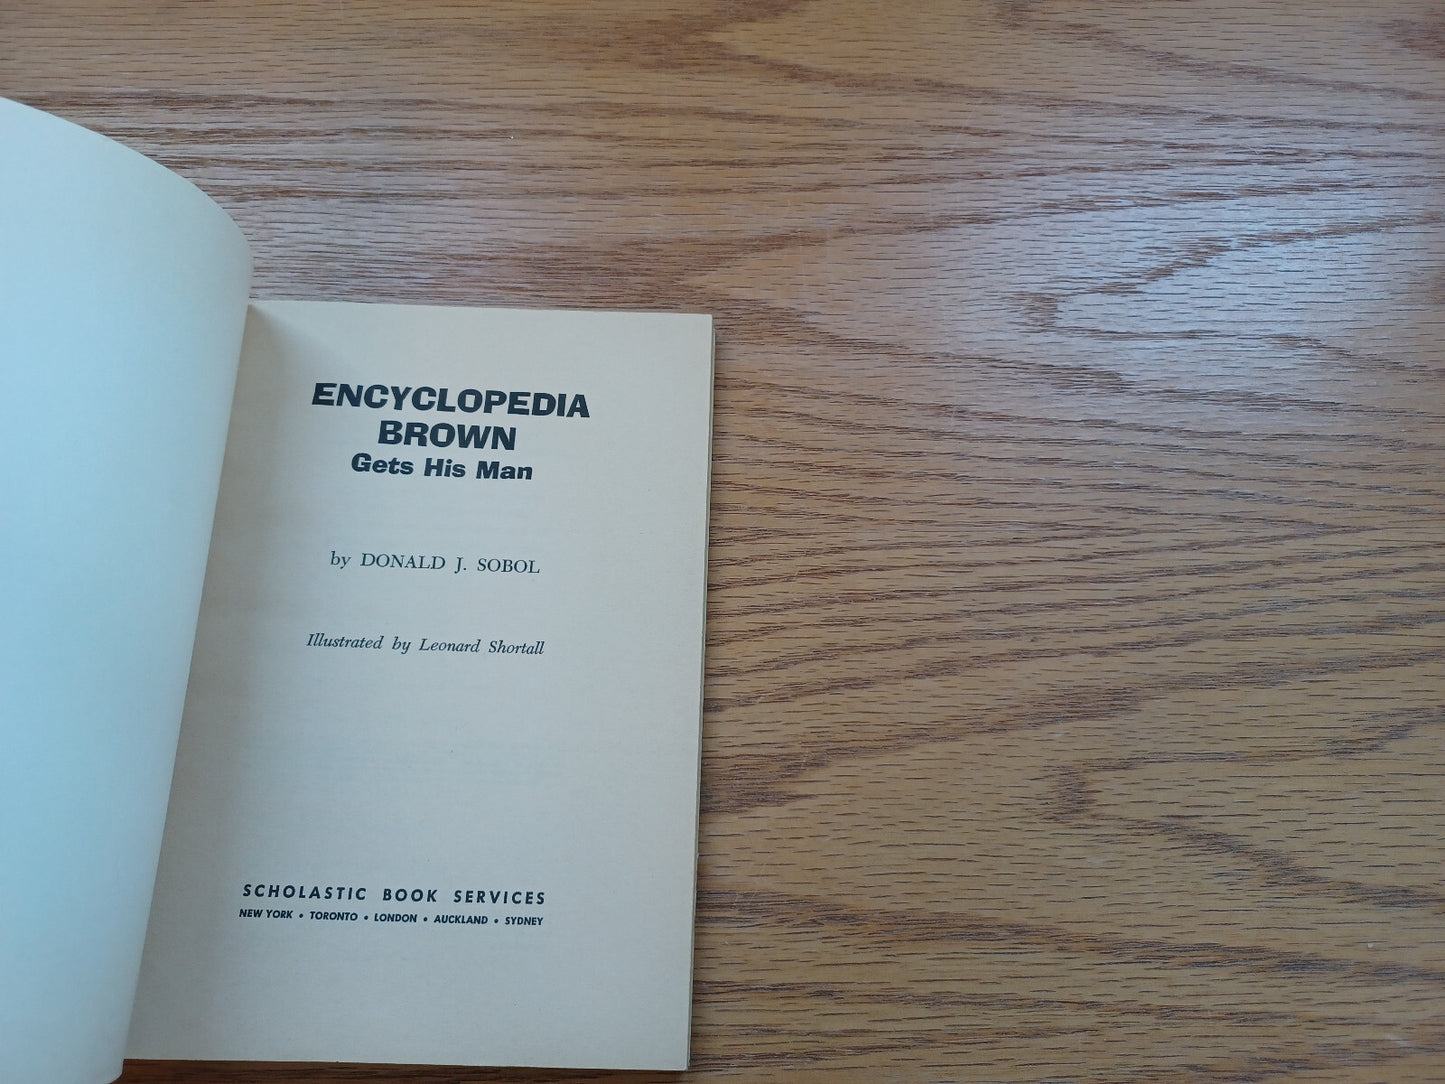 ENCYCLOPEDIA
BROWN
Gets His Man
by DONALD J. SOBOL
Illustrated by Leonard Shortall
SCHOLASTIC BOOK SERVICES
NEW YORK • TORONTO • LONDON • AUCKLAND • SYDNEY